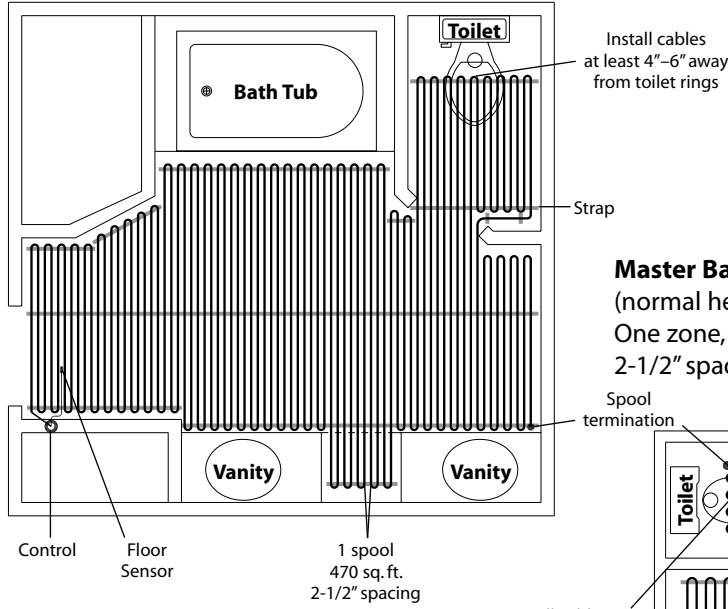 Toilet
Install cables
at least 4”–6” away
from toilet rings
Bath Tub
Strap
Master Ba
(normal he
One zone,
2-1/2” spac
Spool
termination
Vanity
Vanity
Toilet
Control
Floor
Sensor
1 spool
470 sq. ft.
2-1/2” spacing